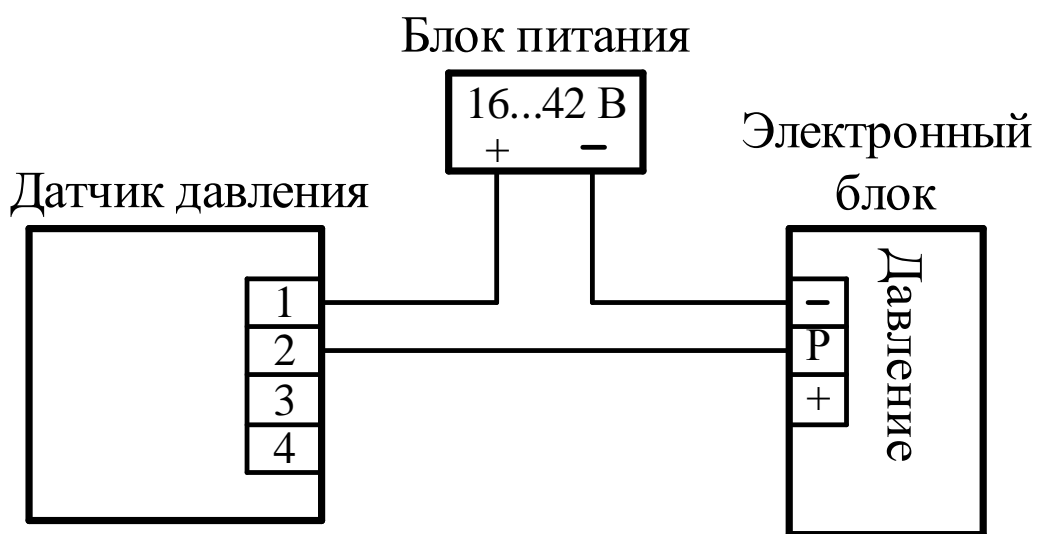 Блок питания
16...42 В
+ −
Электронный
блок
Датчик давления
1
2
3
4
−
P
+
Давление